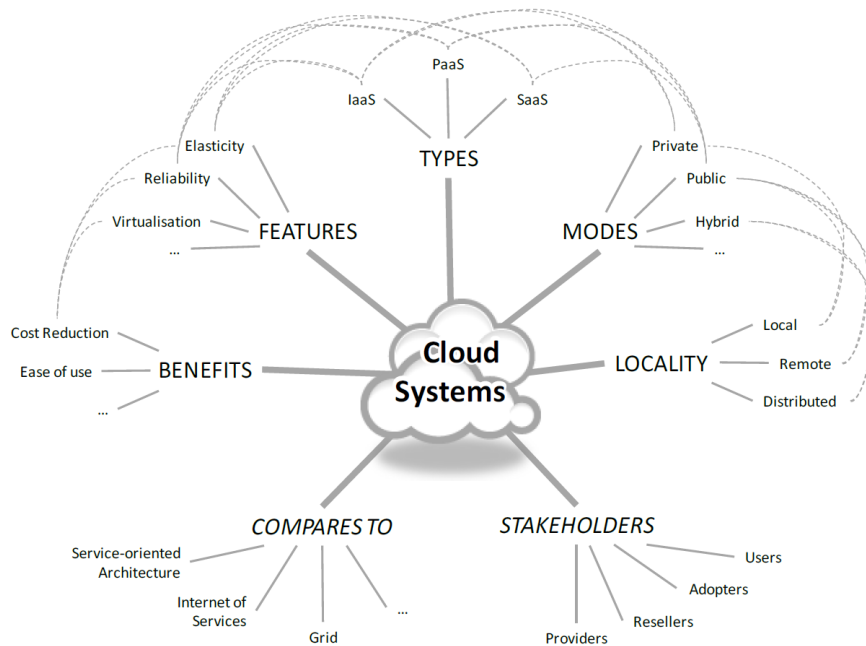 PaaS
IaaS
SaaS
TYPES
Elasticity
Reliability
Virtualisation
...
FEATURES
Private
Public
Hybrid
...
MODES
Cost Reduction
Ease of use
...
BENEFITS
Cloud
Systems
LOCALITY
Local
Remote
Distributed
COMPARES TO
Service-oriented
Architecture
Internet of
Services
Grid
...
STAKEHOLDERS
Users
Adopters
Resellers
Providers